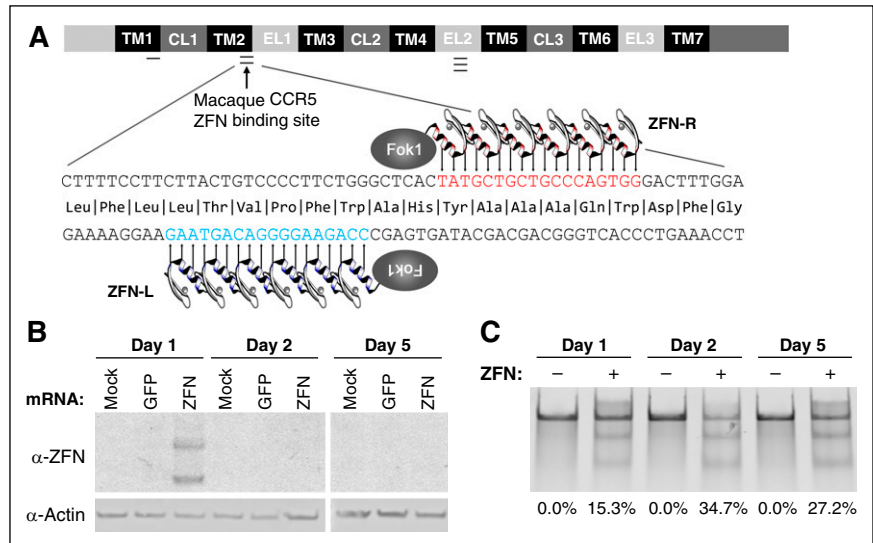 A
TM1 CL1 TM2 EL1 TM3 CL2 TM4 EL2 TM5 CL3 TM6 EL3 TM7
Macaque CCR5
ZFN binding site
ZFN-R
Fok1
CTTTTCCTTCTTACTGTCCCCTTCTGGGCTCACTATGCTGCTGCCCAGTGGGACTTTGGA
Leu|Phe|Leu|Leu|Thr|Val|Pro|Phe|Trp|Ala|His|Tyr|Ala|Ala|Ala|Gln|Trp|Asp|Phe|Gly
GAAAAGGAAGAATGACAGGGGAAGACCCGAGTGATACGACGACGGGTCACCCTGAAACCT
Fok1
ZFN-L
B
Day 1 Day 2 Day 5
mRNA: Mock GFP ZFN Mock GFP ZFN Mock GFP ZFN
α-ZFN
α-Actin
C
Day 1 Day 2 Day 5
ZFN: – + – + – +
0.0% 15.3% 0.0% 34.7% 0.0% 27.2%